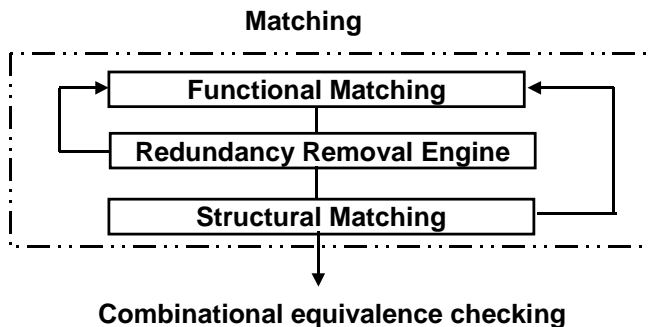 Matching
Functional Matching
Redundancy Removal Engine
Structural Matching
Combinational equivalence checking